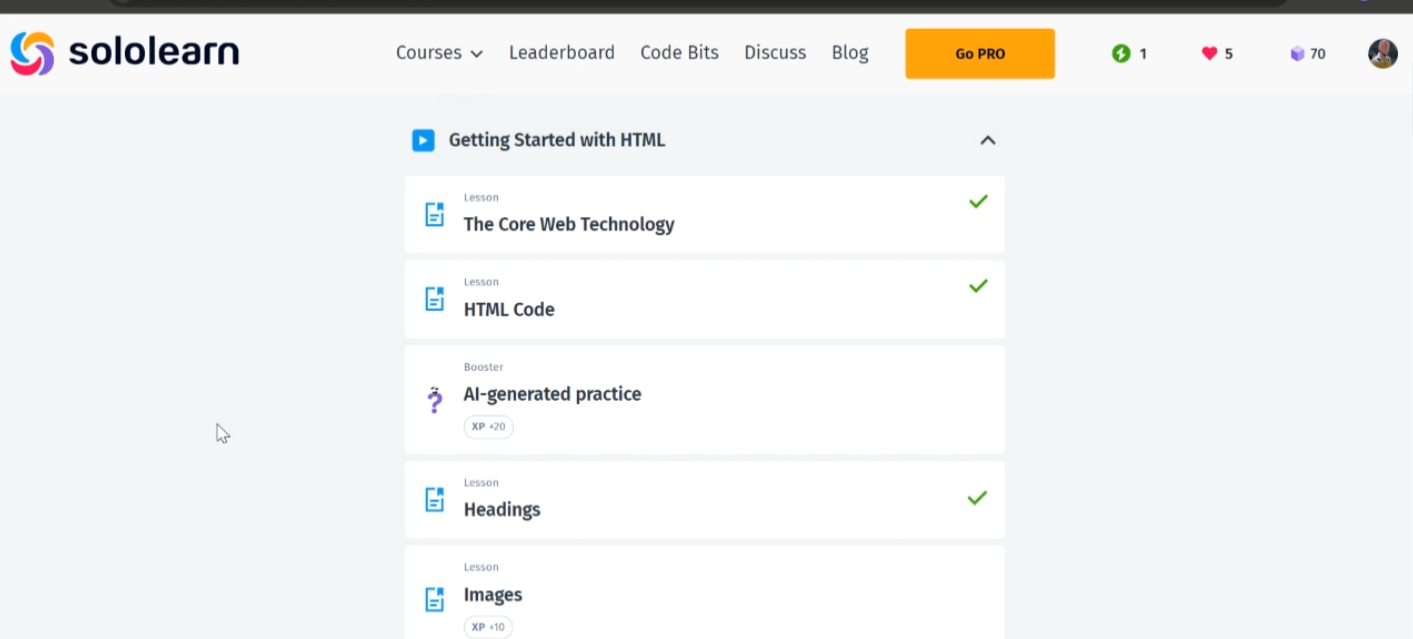 sololearn
Courses Leaderboard Code Bits Discuss Blog Go PRO 1 5 70
Getting Started with HTML
Lesson
The Core Web Technology
Lesson
HTML Code
Booster
AI-generated practice
XP +20
Lesson
Headings
Lesson
Images
XP +10